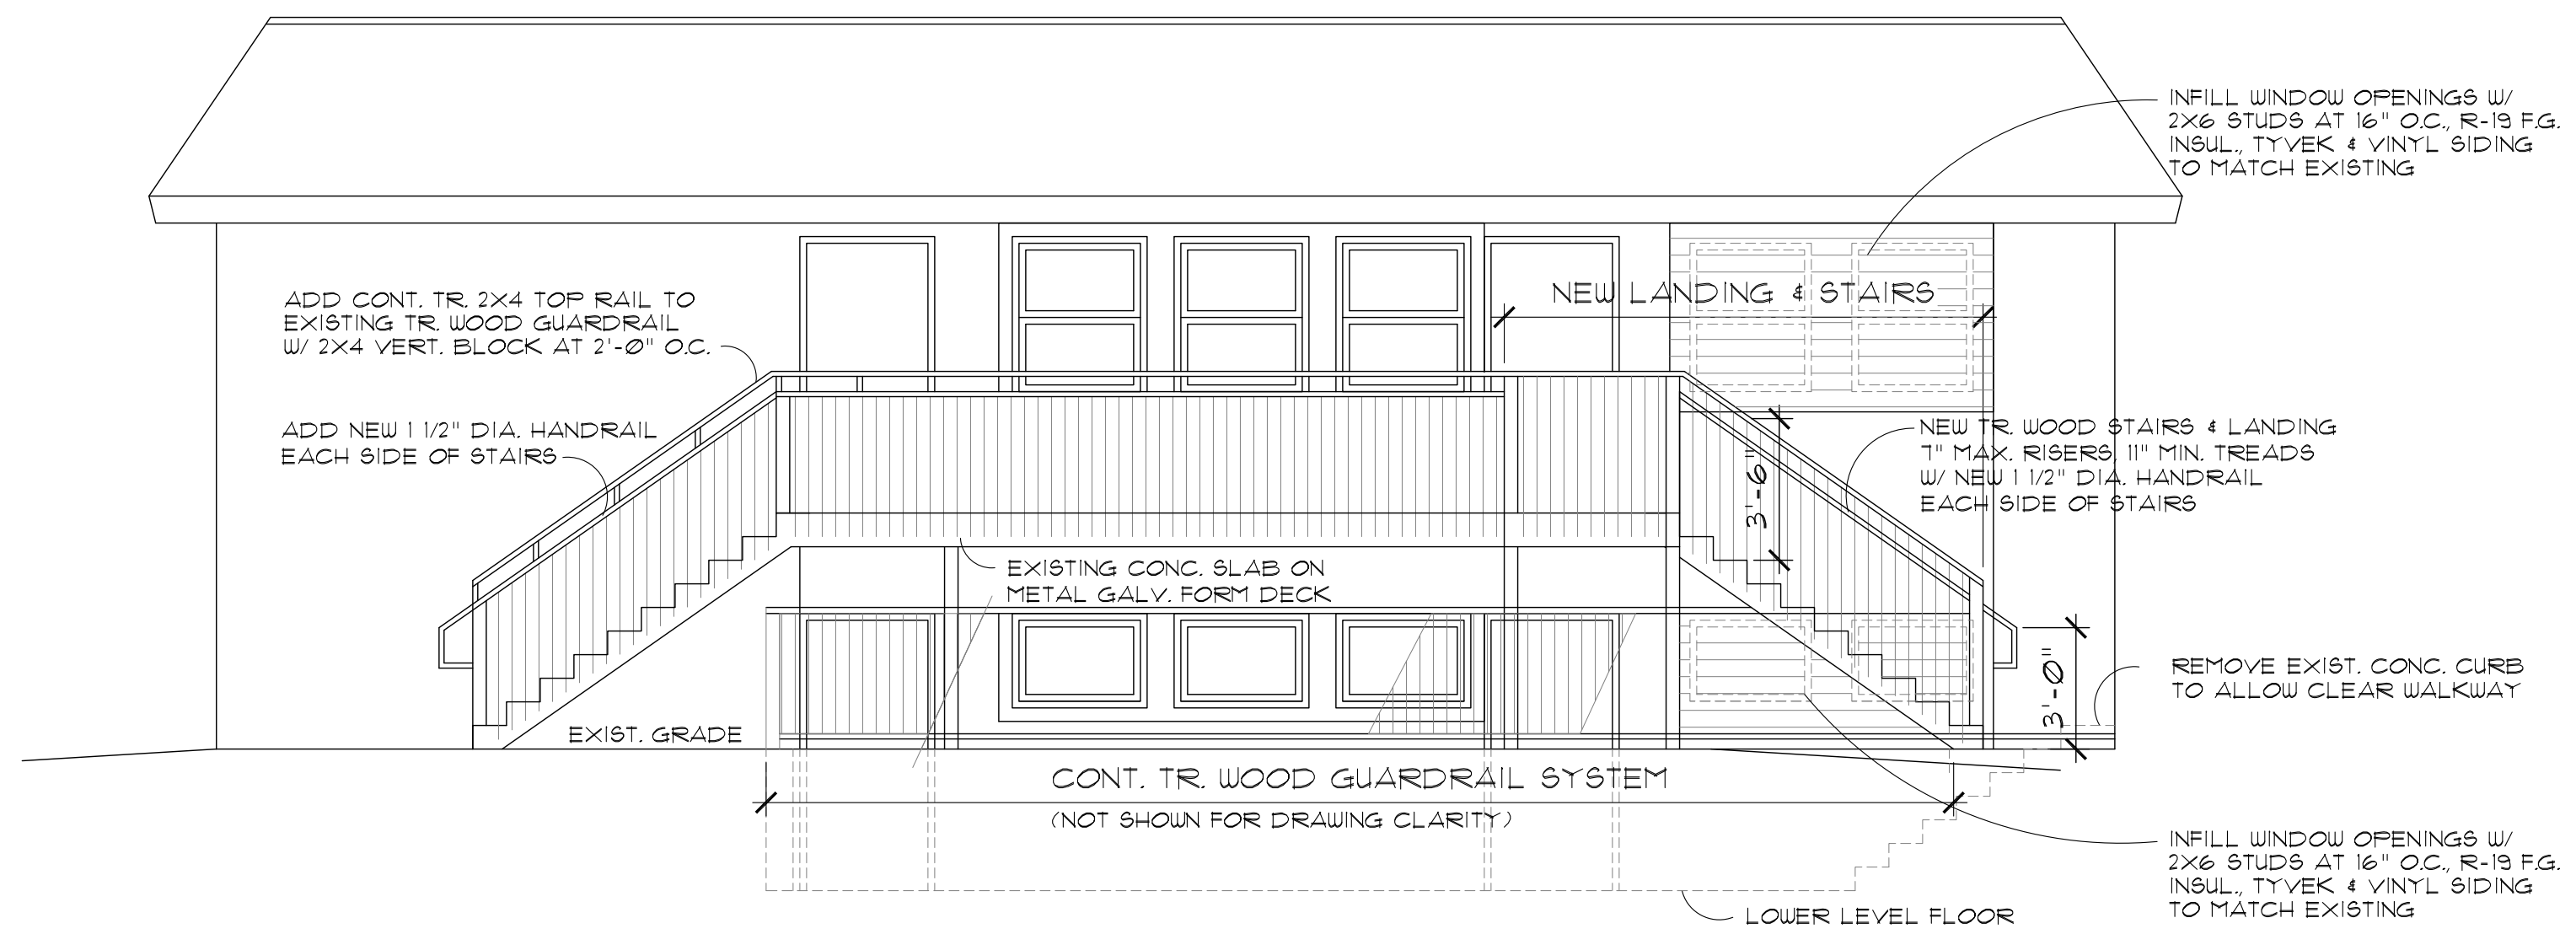 INFILL WINDOW OPENINGS W/
2X6 STUDS AT 16" O.C., R-19 F.G.
INSUL., TYVEK & VINYL SIDING
TO MATCH EXISTING
NEW LANDING & STAIRS
ADD CONT. TR. 2X4 TOP RAIL TO
EXISTING TR. WOOD GUARDRAIL
W/ 2X4 VERT. BLOCK AT 2'-0" O.C.
ADD NEW 1 1/2" DIA. HANDRAIL
EACH SIDE OF STAIRS
NEW TR. WOOD STAIRS & LANDING
7" MAX. RISERS, 11" MIN. TREADS
W/ NEW 1 1/2" DIA. HANDRAIL
EACH SIDE OF STAIRS
3'-6"
EXISTING CONC. SLAB ON
METAL GALV. FORM DECK
3'-0"
REMOVE EXIST. CONC. CURB
TO ALLOW CLEAR WALKWAY
EXIST. GRADE
CONT. TR. WOOD GUARDRAIL SYSTEM
(NOT SHOWN FOR DRAWING CLARITY)
INFILL WINDOW OPENINGS W/
2X6 STUDS AT 16" O.C., R-19 F.G.
INSUL., TYVEK & VINYL SIDING
TO MATCH EXISTING
LOWER LEVEL FLOOR